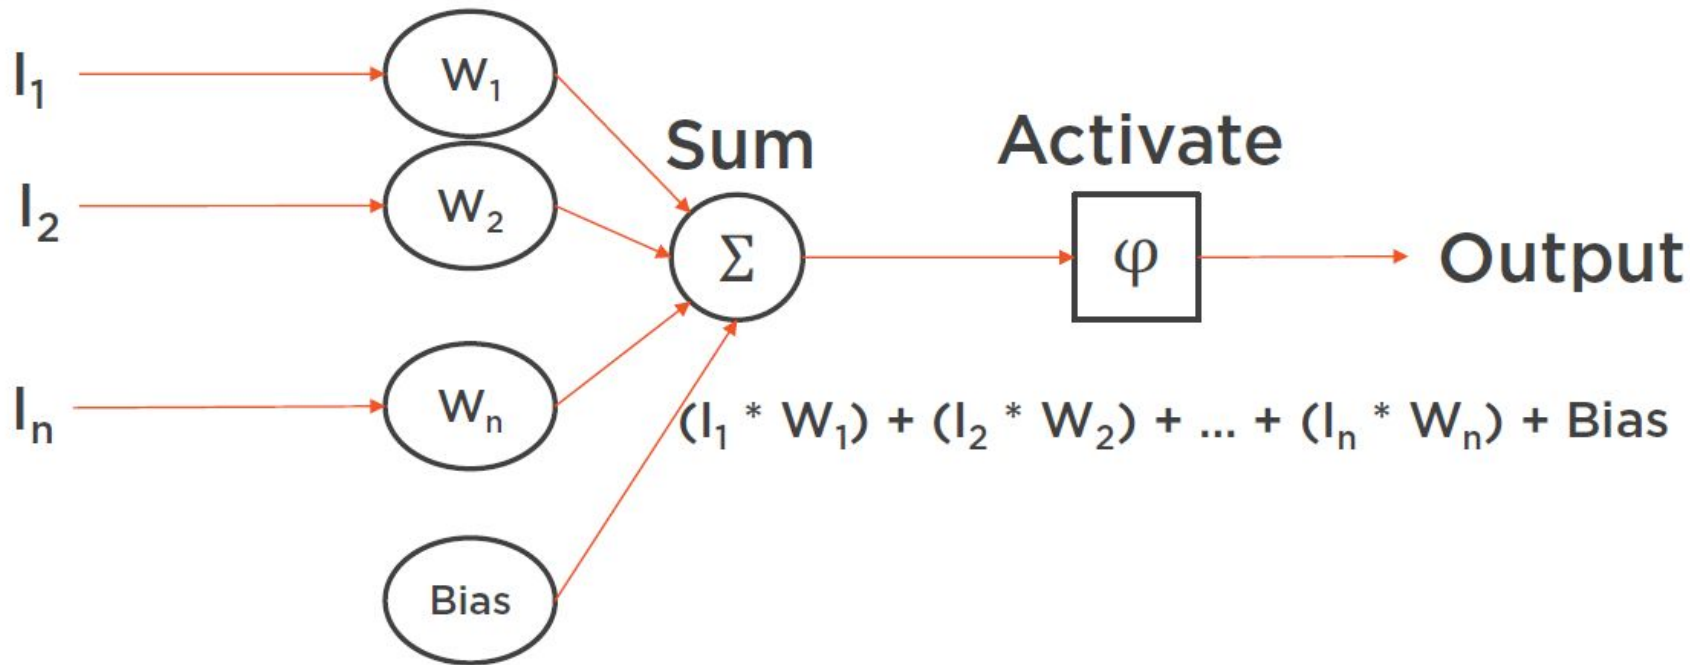 I₁
W₁
Sum
Activate
I₂
W₂
Σ
φ
Output
Iₙ
Wₙ
(I₁ * W₁) + (I₂ * W₂) + ... + (Iₙ * Wₙ) + Bias
Bias